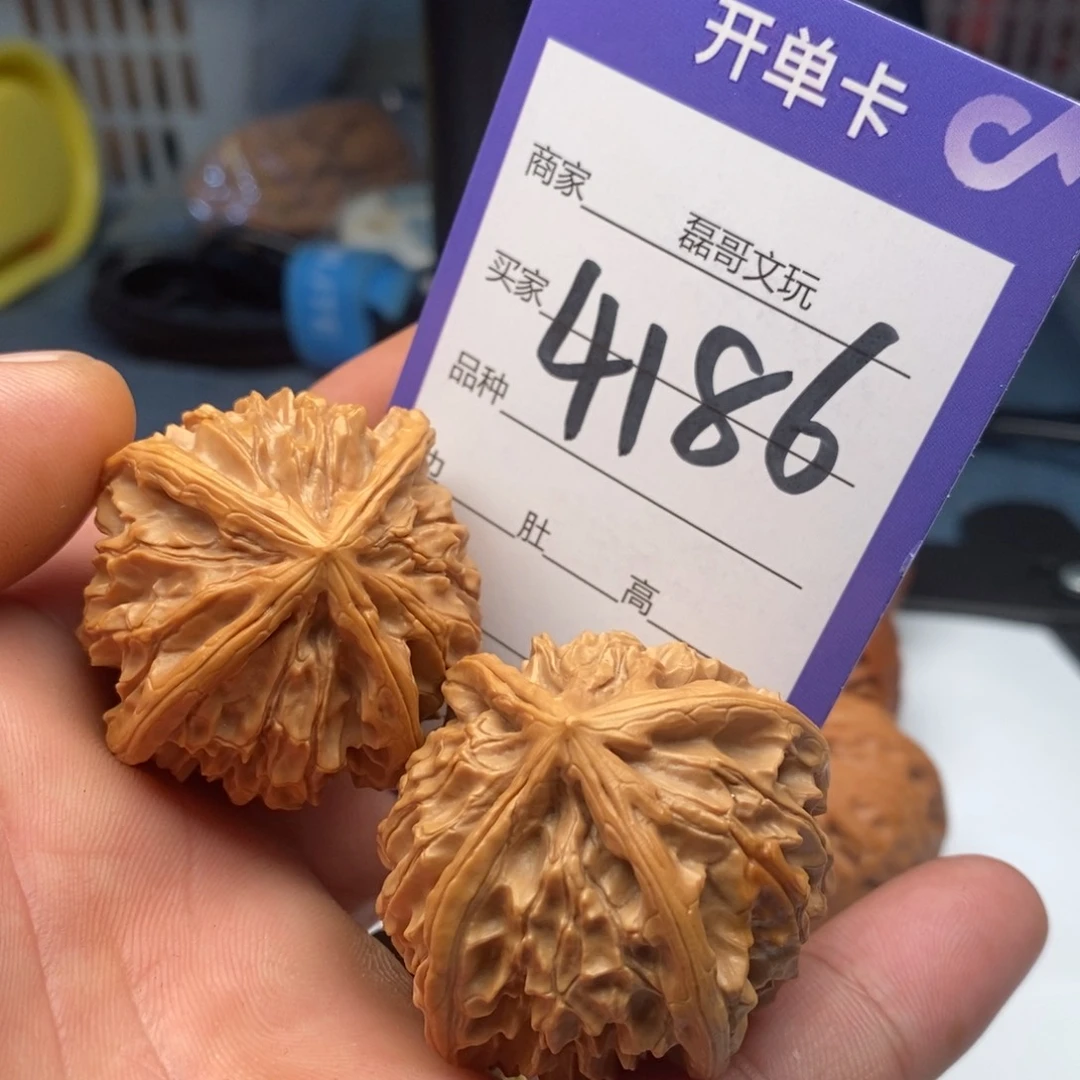 开单卡
商家 磊哥文玩
买家 4186
品种
肚 高